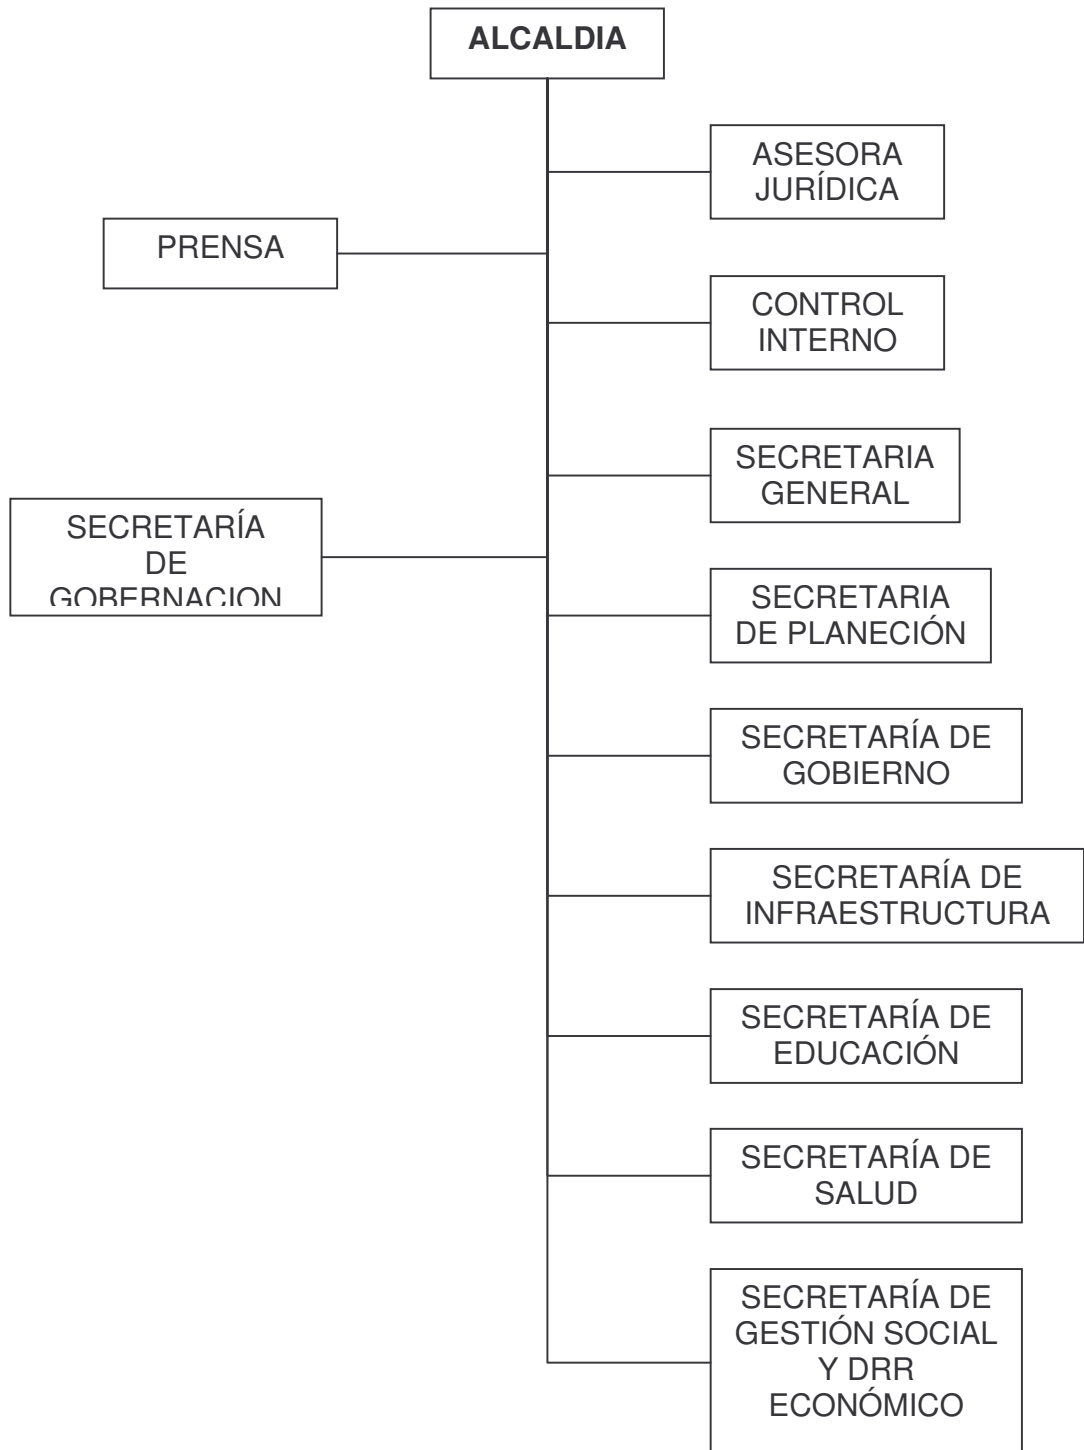 ALCALDIA
ASESORA
JURÍDICA
PRENSA
CONTROL
INTERNO
SECRETARIA
GENERAL
SECRETARÍA
DE
GOBERNACION
SECRETARIA
DE PLANECIÓN
SECRETARÍA DE
GOBIERNO
SECRETARÍA DE
INFRAESTRUCTURA
SECRETARÍA DE
EDUCACIÓN
SECRETARÍA DE
SALUD
SECRETARÍA DE
GESTIÓN SOCIAL
Y DRR
ECONÓMICO